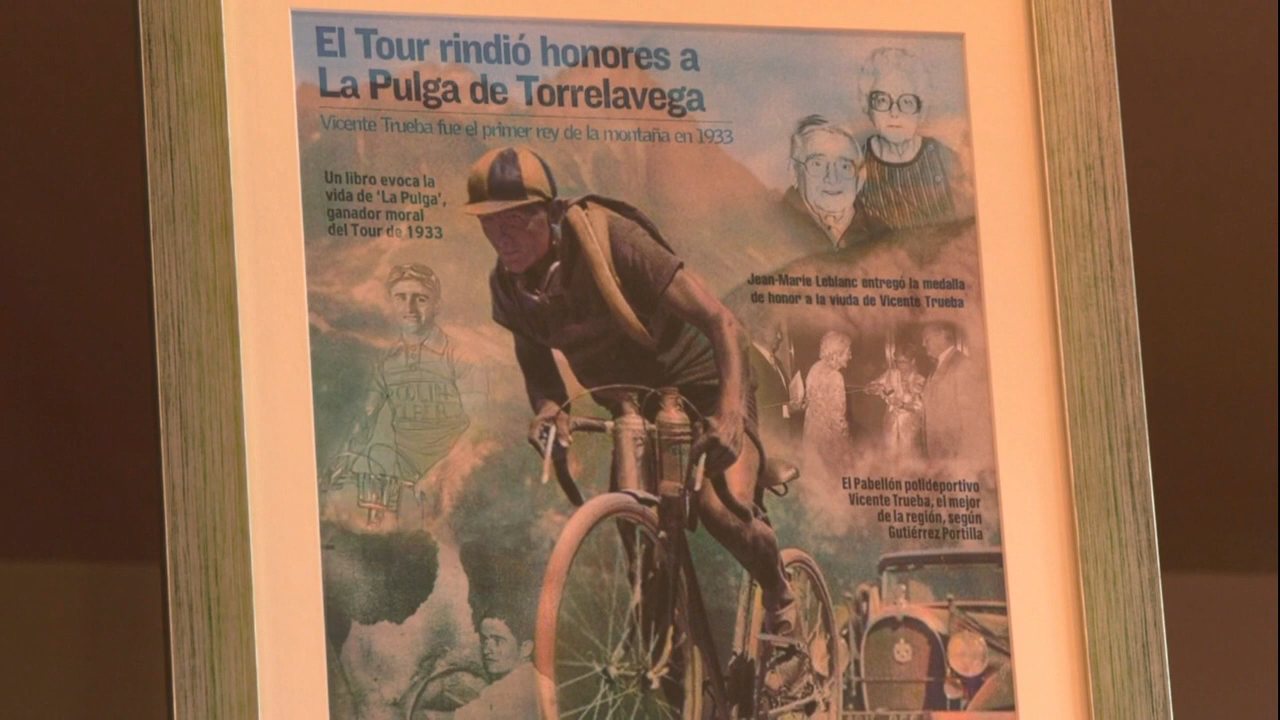 El Tour rindió honores a
La Pulga de Torrelavega
Vicente Trueba fue el primer rey de la montaña en 1933
Un libro evoca la
vida de 'La Pulga',
ganador moral
del Tour de 1933
Jean-Marie Leblanc entregó la medalla
de honor a la viuda de Vicente Trueba
El Pabellón polideportivo
Vicente Trueba, el mejor
de la región, según
Gutiérrez Portilla